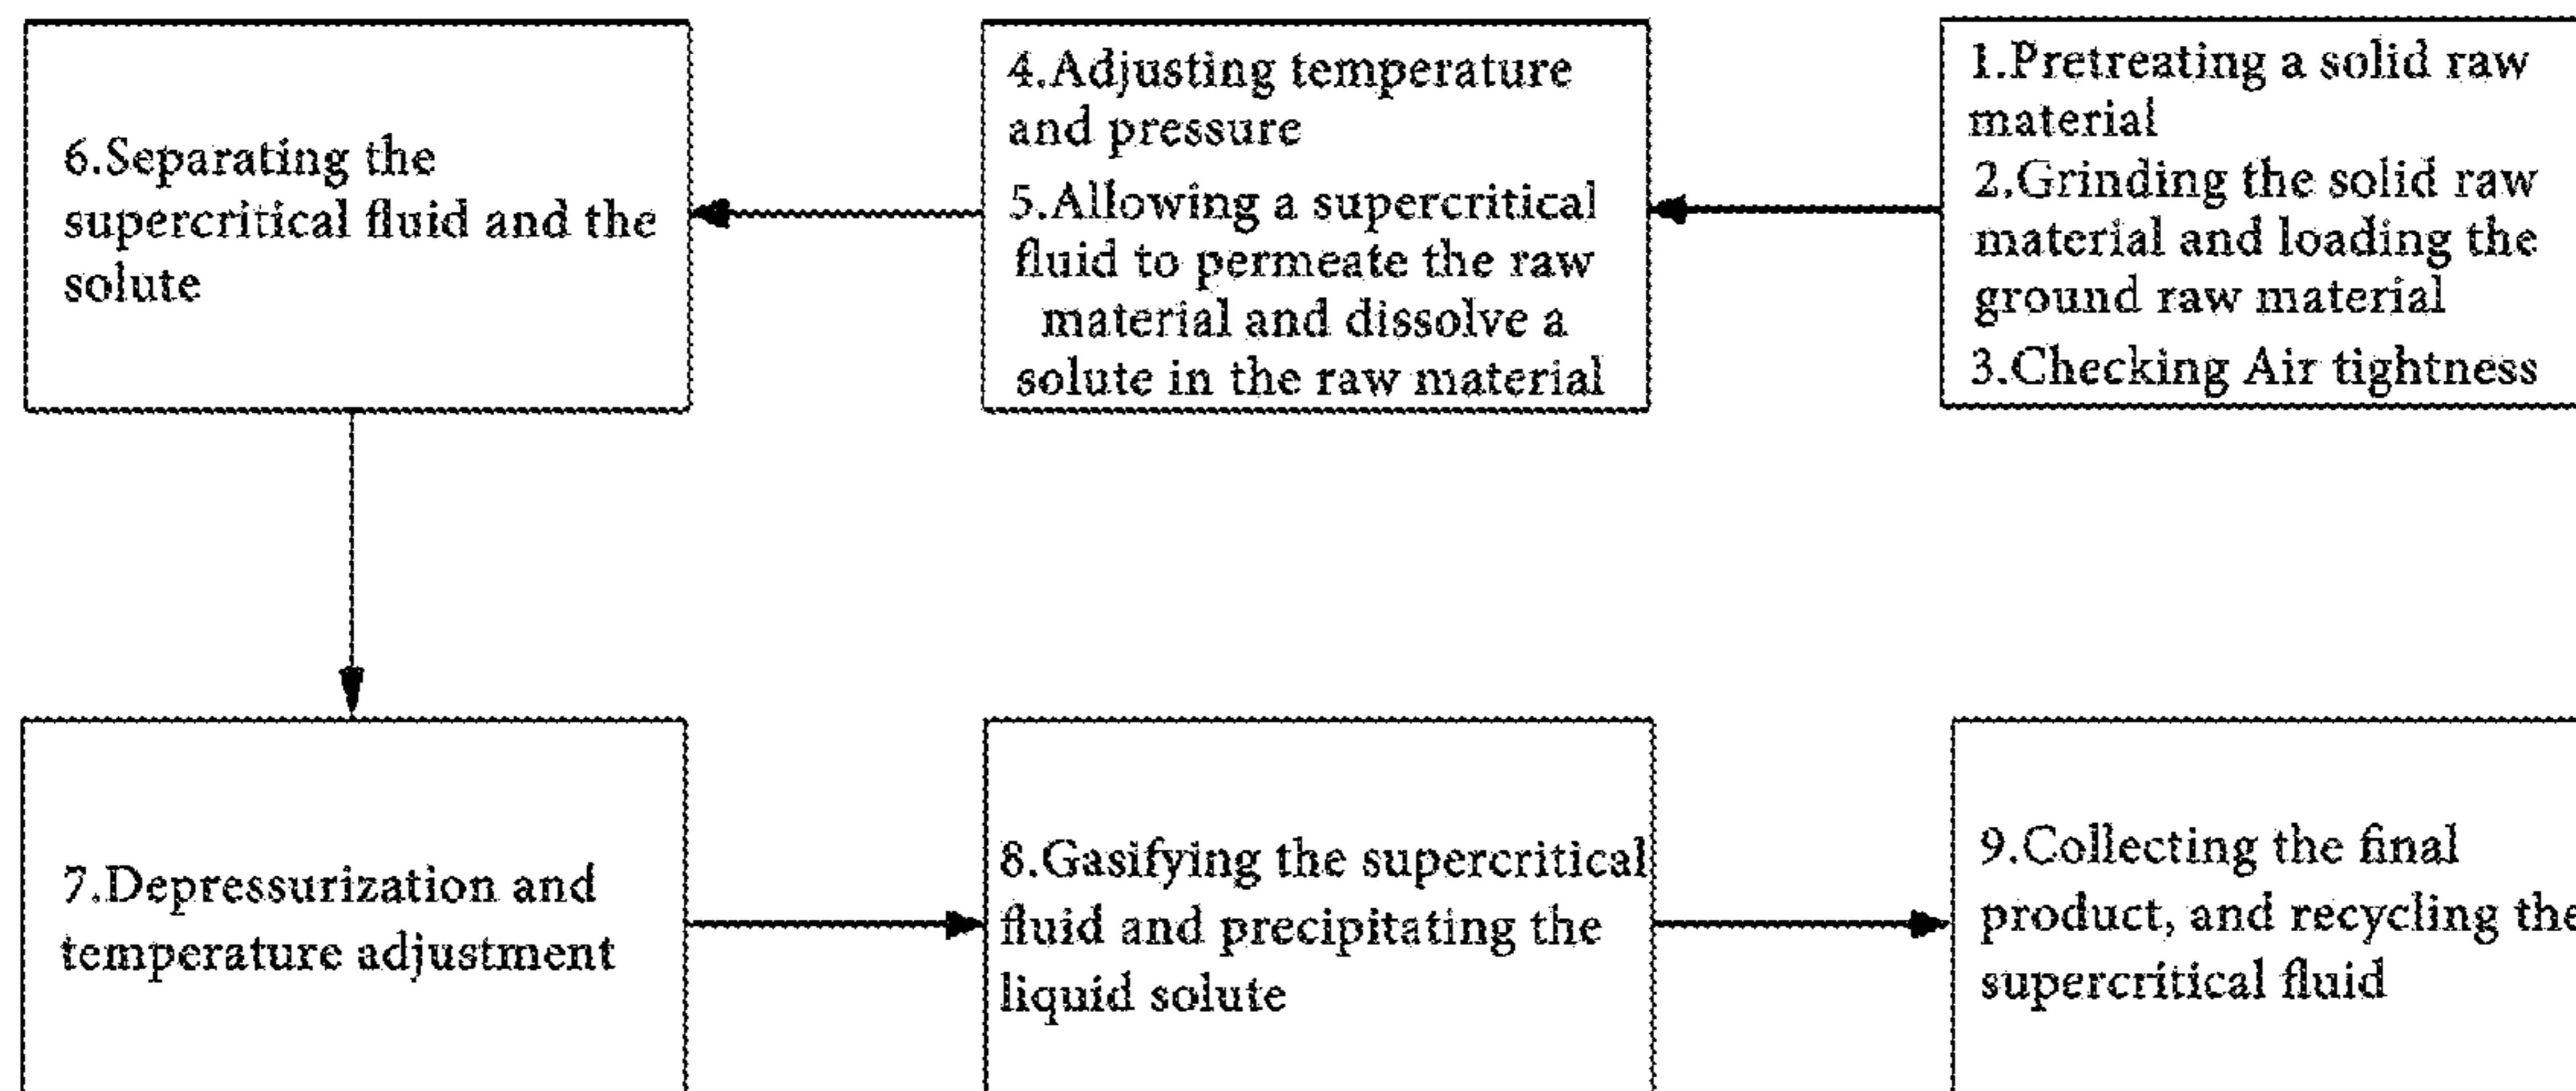 1.Pretreating a solid raw
material
2.Grinding the solid raw
material and loading the
ground raw material
3.Checking Air tightness
4.Adjusting temperature
and pressure
5.Allowing a supercritical
fluid to permeate the raw
material and dissolve a
solute in the raw material
6.Separating the
supercritical fluid and the
solute
7.Depressurization and
temperature adjustment
8.Gasifying the supercritical
fluid and precipitating the
liquid solute
9.Collecting the final
product, and recycling the
supercritical fluid